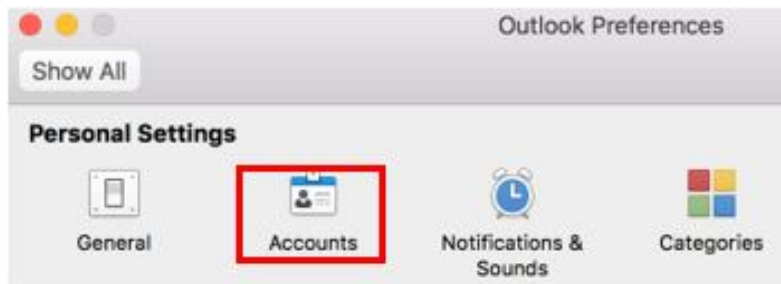 Outlook Preferences
Show All
Personal Settings
General
Accounts
Notifications &
Sounds
Categories